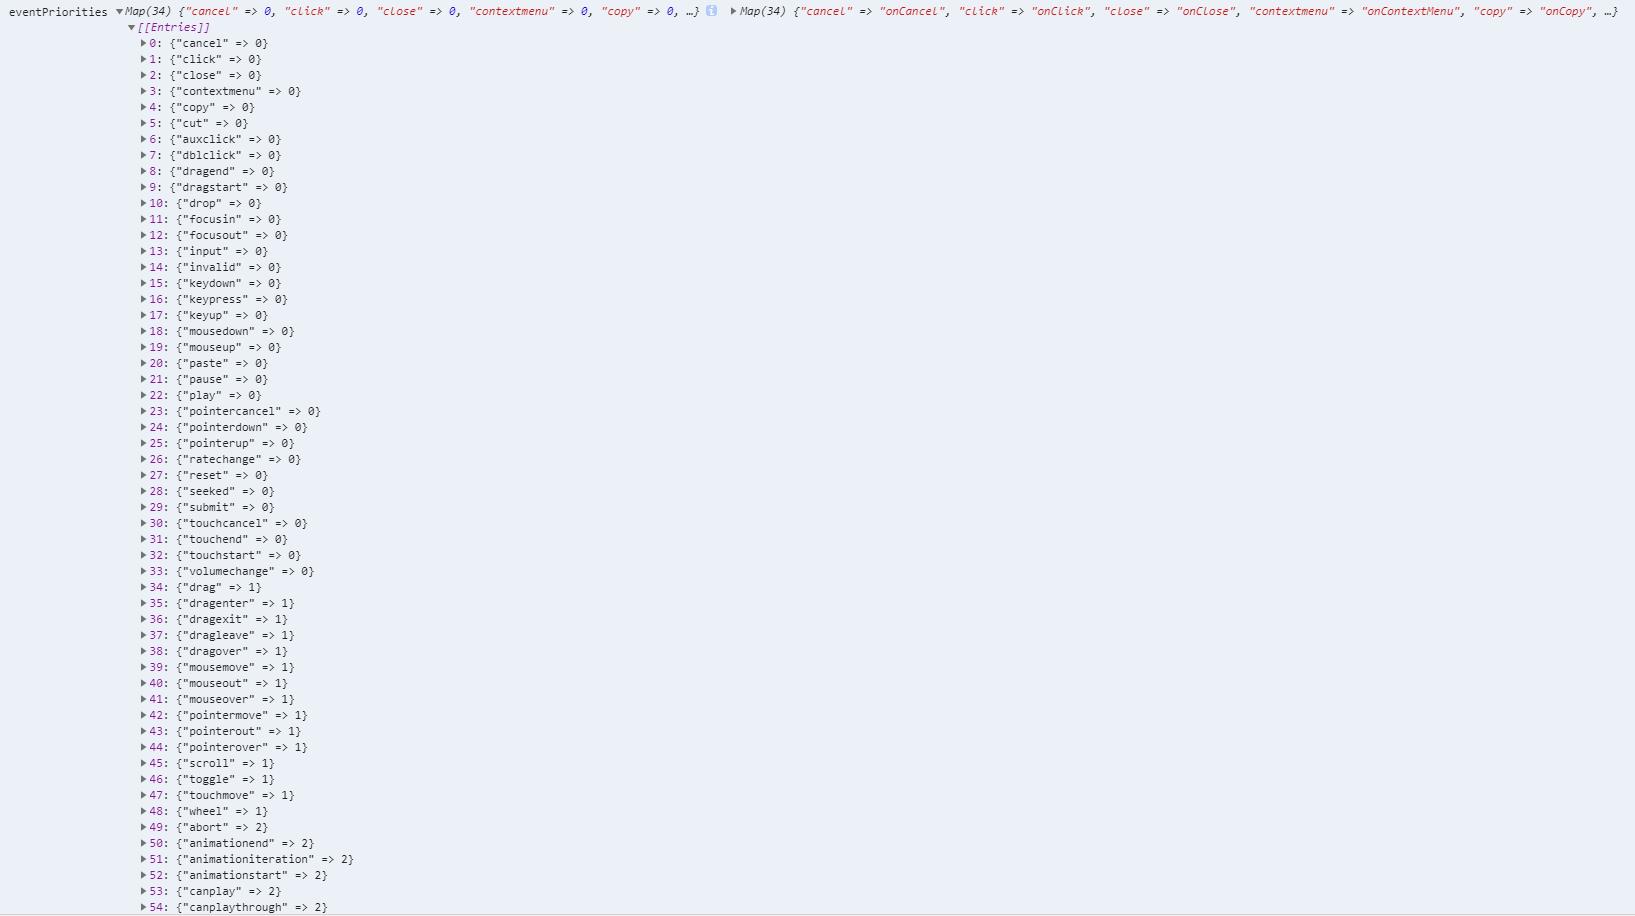 eventPriorities ▼Map(34) {"cancel" => 0, "click" => 0, "close" => 0, "contextmenu" => 0, "copy" => 0, …} i ▶Map(34) {"cancel" => "onCancel", "click" => "onClick", "close" => "onClose", "contextmenu" => "onContextMenu", "copy" => "onCopy", …}
▼[[Entries]]
▶0: {"cancel" => 0}
▶1: {"click" => 0}
▶2: {"close" => 0}
▶3: {"contextmenu" => 0}
▶4: {"copy" => 0}
▶5: {"cut" => 0}
▶6: {"auxclick" => 0}
▶7: {"dblclick" => 0}
▶8: {"dragend" => 0}
▶9: {"dragstart" => 0}
▶10: {"drop" => 0}
▶11: {"focusin" => 0}
▶12: {"focusout" => 0}
▶13: {"input" => 0}
▶14: {"invalid" => 0}
▶15: {"keydown" => 0}
▶16: {"keypress" => 0}
▶17: {"keyup" => 0}
▶18: {"mousedown" => 0}
▶19: {"mouseup" => 0}
▶20: {"paste" => 0}
▶21: {"pause" => 0}
▶22: {"play" => 0}
▶23: {"pointercancel" => 0}
▶24: {"pointerdown" => 0}
▶25: {"pointerup" => 0}
▶26: {"ratechange" => 0}
▶27: {"reset" => 0}
▶28: {"seeked" => 0}
▶29: {"submit" => 0}
▶30: {"touchcancel" => 0}
▶31: {"touchend" => 0}
▶32: {"touchstart" => 0}
▶33: {"volumechange" => 0}
▶34: {"drag" => 1}
▶35: {"dragenter" => 1}
▶36: {"dragexit" => 1}
▶37: {"dragleave" => 1}
▶38: {"dragover" => 1}
▶39: {"mousemove" => 1}
▶40: {"mouseout" => 1}
▶41: {"mouseover" => 1}
▶42: {"pointermove" => 1}
▶43: {"pointerout" => 1}
▶44: {"pointerover" => 1}
▶45: {"scroll" => 1}
▶46: {"toggle" => 1}
▶47: {"touchmove" => 1}
▶48: {"wheel" => 1}
▶49: {"abort" => 2}
▶50: {"animationend" => 2}
▶51: {"animationiteration" => 2}
▶52: {"animationstart" => 2}
▶53: {"canplay" => 2}
▶54: {"canplaythrough" => 2}